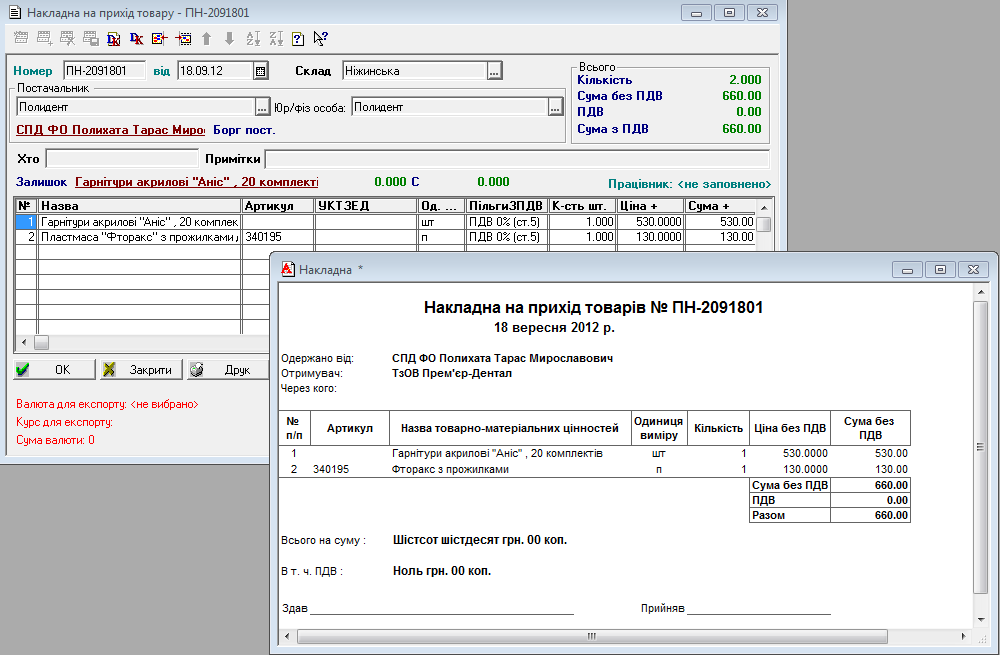 Накладна на прихід товару - ПН-2091801
Номер ПН-2091801 від 18.09.12 Склад Ніжинська ...
Всього
Кількість 2.000
Сума без ПДВ 660.00
ПДВ 0.00
Сума з ПДВ 660.00
Постачальник
Полидент ... Юр/фіз особа: Полидент ...
СПД ФО Полихата Тарас Миро Борг пост.
Хто Примітки
Залишок Гарнітури акрилові "Аніс" , 20 комплекті 0.000 С 0.000
Працівник: <не заповнено>
№ Назва Артикул УКТЗЕД Од. ... ПільгиЗПДВ К-сть шт. Ціна + Сума +
1 Гарнітури акрилові "Аніс" , 20 комплек шт ПДВ 0% (ст.5) 1.000 530.0000 530.00
2 Пластмаса "Фторакс" з прожилками 340195 п ПДВ 0% (ст.5) 1.000 130.0000 130.00
OK Закрити Друк
Валюта для експорту: <не вибрано>
Курс для експорту:
Сума валюти: 0
Накладна *
Накладна на прихід товарів № ПН-2091801
18 вересня 2012 р.
Одержано від: СПД ФО Полихата Тарас Мирославович
Отримувач: ТзОВ Прем'єр-Дентал
Через кого:
№ п/п Артикул Назва товарно-матеріальних цінностей Одиниця виміру Кількість Ціна без ПДВ Сума без ПДВ
1 Гарнітури акрилові "Аніс" , 20 комплектів шт 1 530.0000 530.00
2 340195 Фторакс з прожилками п 1 130.0000 130.00
Сума без ПДВ 660.00
ПДВ 0.00
Разом 660.00
Всього на суму : Шістсот шістдесят грн. 00 коп.
В т. ч. ПДВ : Ноль грн. 00 коп.
Здав Прийняв